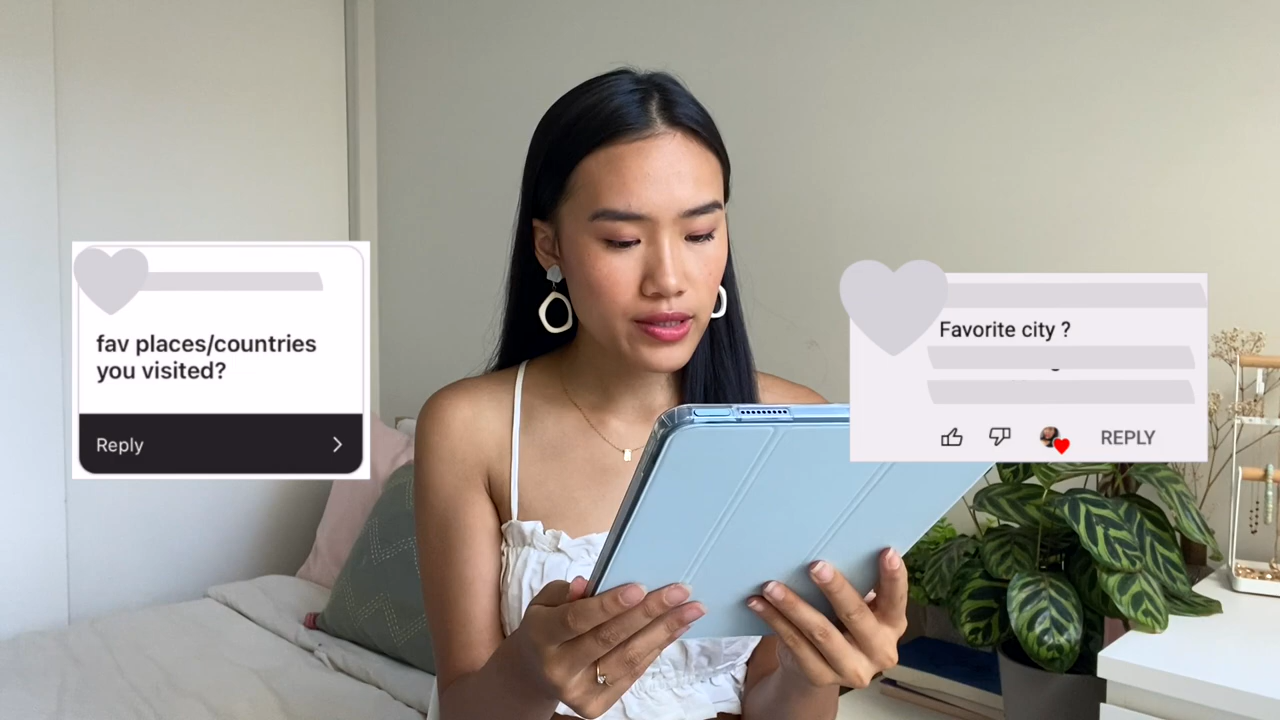 fav places/countries
you visited?
Reply
Favorite city ?
REPLY